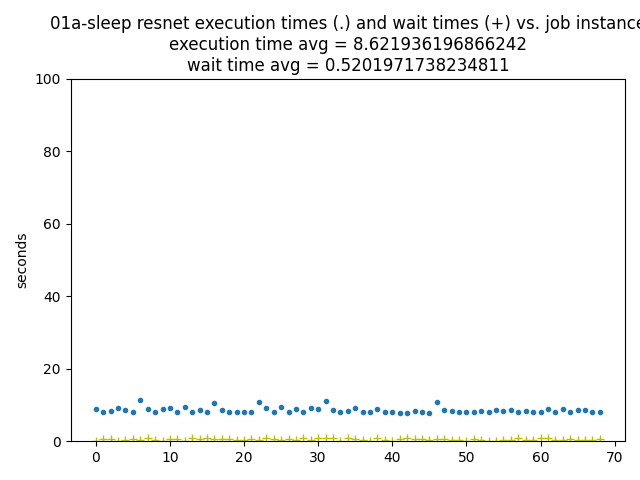 01a-sleep resnet execution times (.) and wait times (+) vs. job instance
execution time avg = 8.621936196866242
wait time avg = 0.5201971738234811
100
80
60
40
20
0
seconds
0 10 20 30 40 50 60 70